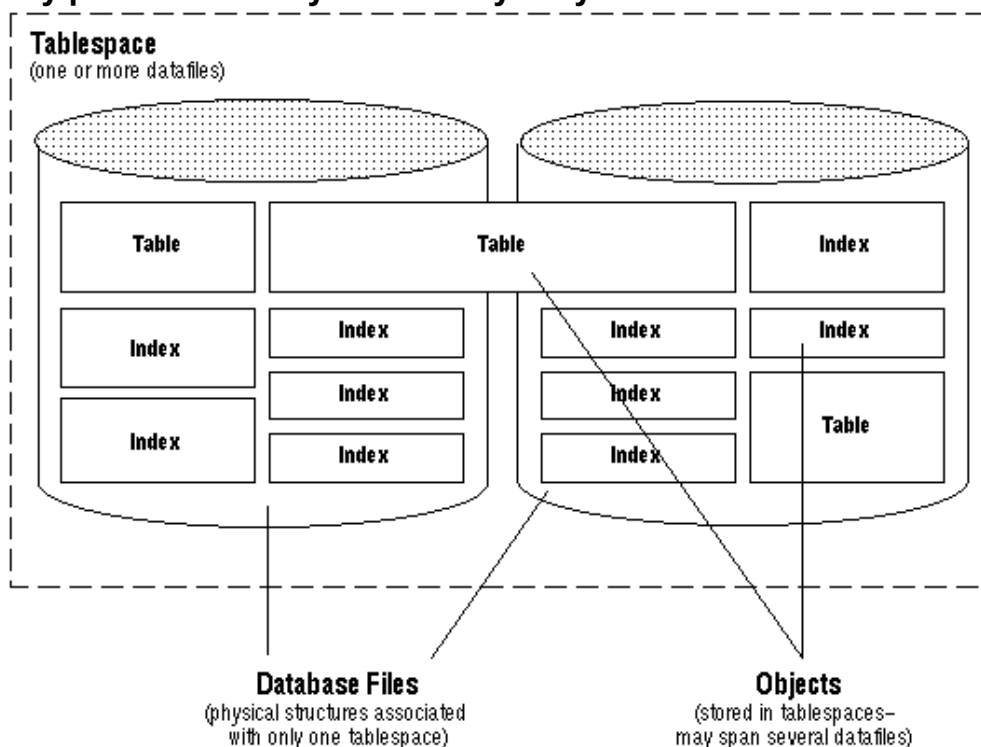 Tablespace
(one or more datafiles)
Table
Table
Index
Index
Index
Index
Index
Index
Index
Table
Index
Index
Index
Database Files
(physical structures associated
with only one tablespace)
Objects
(stored in tablespaces–
may span several datafiles)